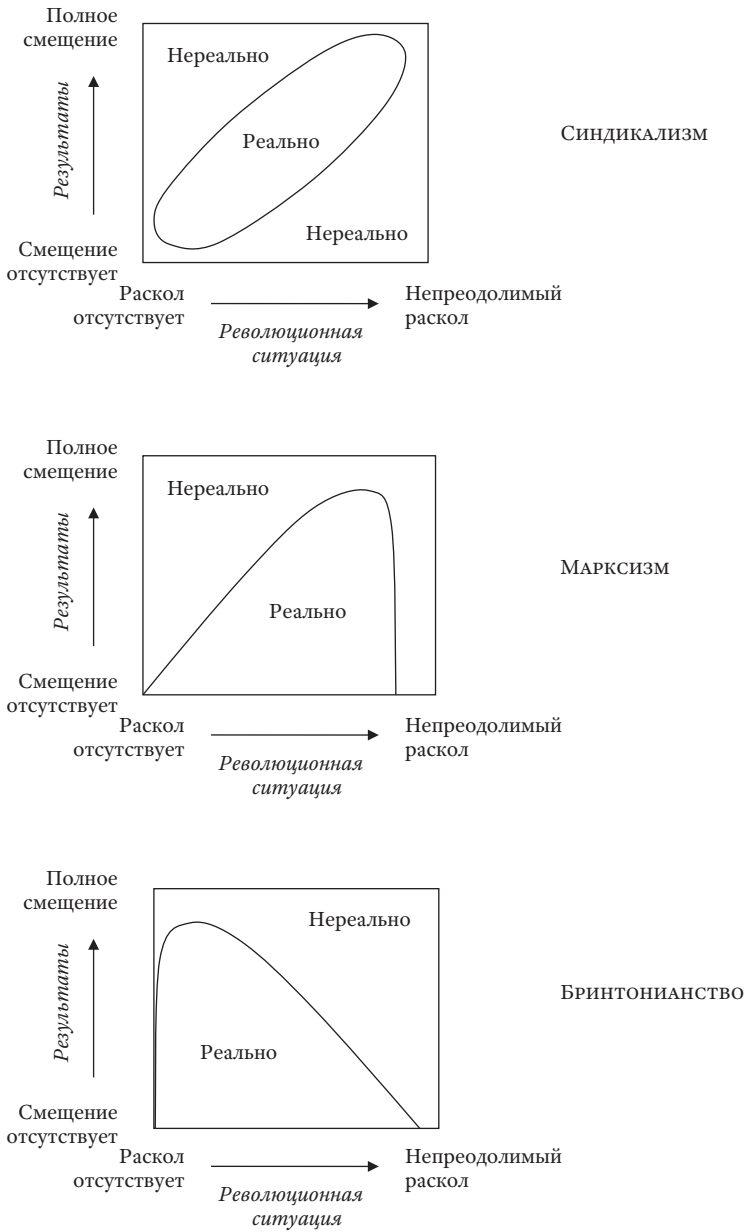 Полное
смещение
Нереально
Результаты
Реально
Синдикализм
Нереально
Смещение
отсутствует
Раскол
отсутствует
Непреодолимый
раскол
Революционная
ситуация
Полное
смещение
Нереально
Результаты
Марксизм
Реально
Смещение
отсутствует
Раскол
отсутствует
Непреодолимый
раскол
Революционная
ситуация
Полное
смещение
Нереально
Результаты
Бринтонианство
Реально
Смещение
отсутствует
Раскол
отсутствует
Непреодолимый
раскол
Революционная
ситуация